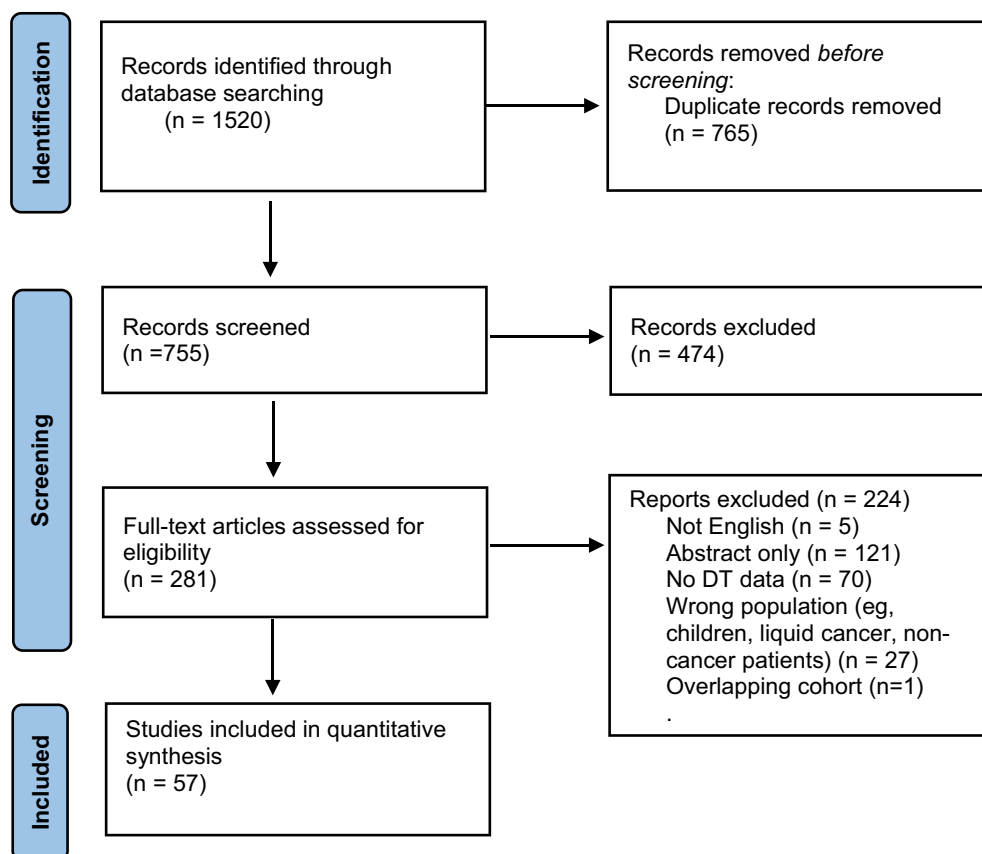 Identification
Records identified through
database searching
(n = 1520)
Records removed before
screening:
Duplicate records removed
(n = 765)
Screening
Records screened
(n =755)
Records excluded
(n = 474)
Full-text articles assessed for
eligibility
(n = 281)
Reports excluded (n = 224)
Not English (n = 5)
Abstract only (n = 121)
No DT data (n = 70)
Wrong population (eg,
children, liquid cancer, non-
cancer patients) (n = 27)
Overlapping cohort (n=1)
.
Included
Studies included in quantitative
synthesis
(n = 57)